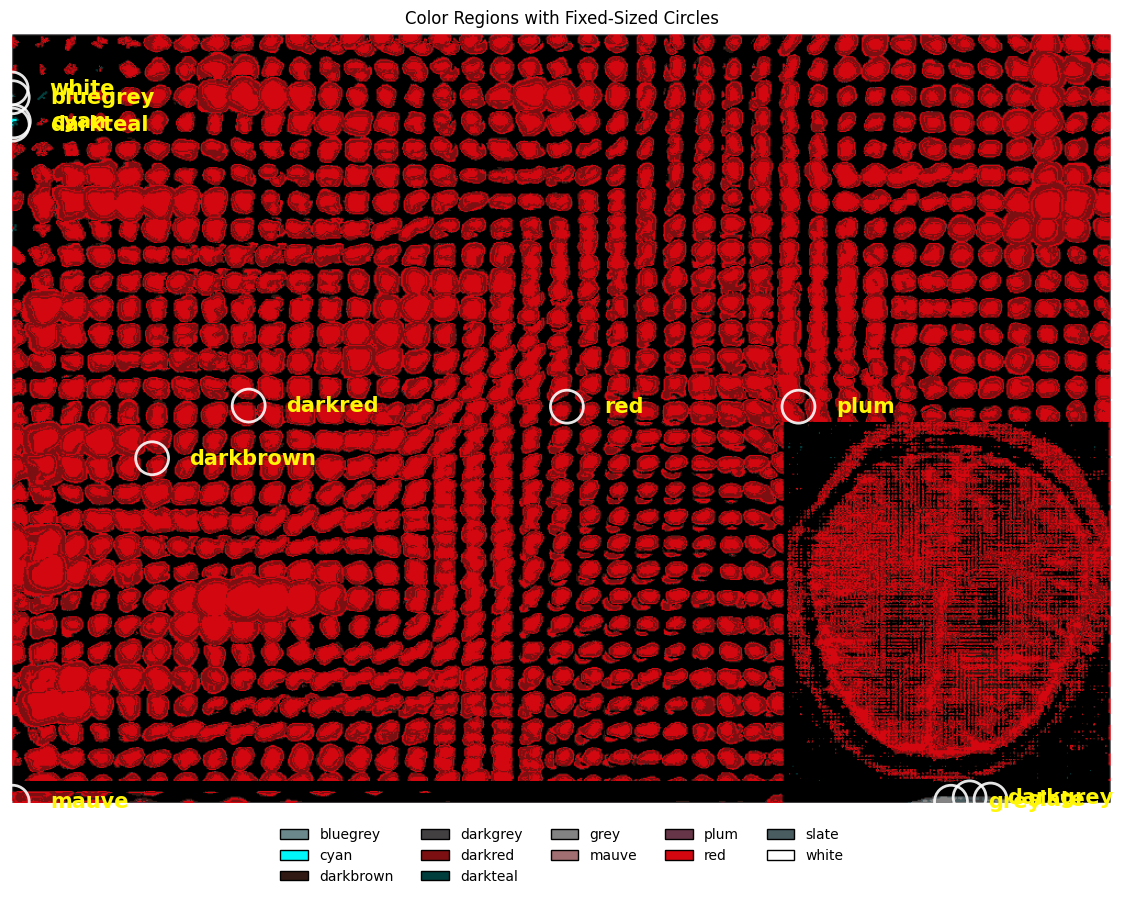 Color Regions with Fixed-Sized Circles
white
bluegrey
cyan
darkteal
darkred
red
plum
darkbrown
mauve
darkgrey
grey
slate
bluegrey
cyan
darkbrown
darkgrey
darkred
darkteal
grey
mauve
plum
red
slate
white